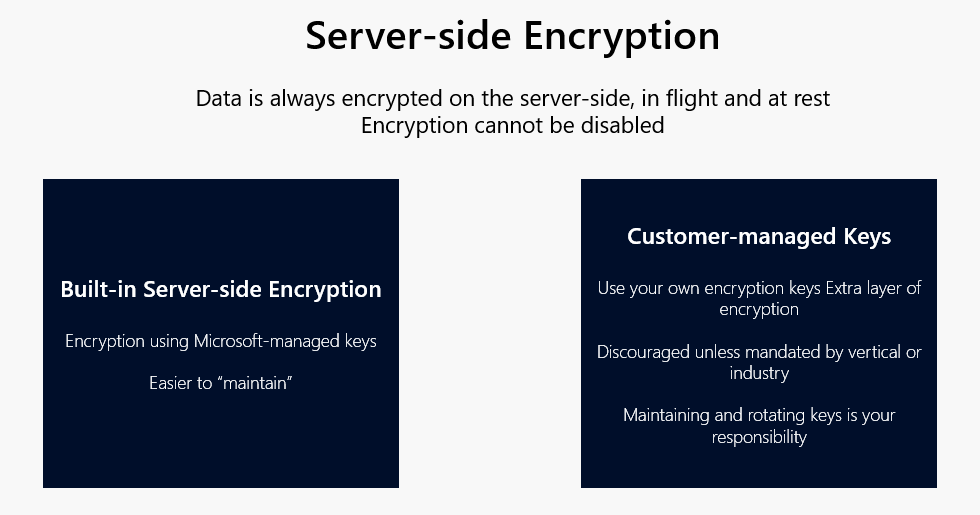 Server-side Encryption
Data is always encrypted on the server-side, in flight and at rest
Encryption cannot be disabled
Built-in Server-side Encryption
Encryption using Microsoft-managed keys
Easier to “maintain”
Customer-managed Keys
Use your own encryption keys Extra layer of
encryption
Discouraged unless mandated by vertical or
industry
Maintaining and rotating keys is your
responsibility